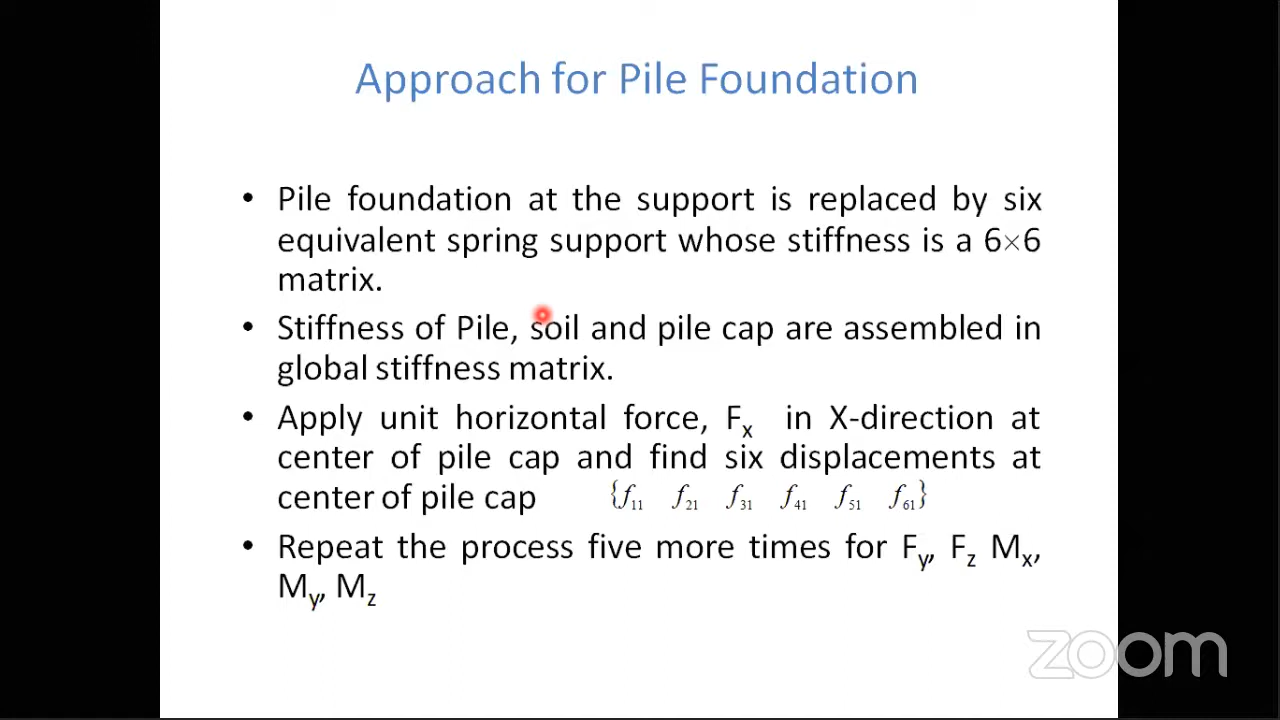 Approach for Pile Foundation
• Pile foundation at the support is replaced by six
equivalent spring support whose stiffness is a 6×6
matrix.
• Stiffness of Pile, soil and pile cap are assembled in
global stiffness matrix.
• Apply unit horizontal force, Fx in X-direction at
center of pile cap and find six displacements at
center of pile cap {f11 f21 f31 f41 f51 f61}
• Repeat the process five more times for Fy, Fz Mx,
My, Mz
zoom